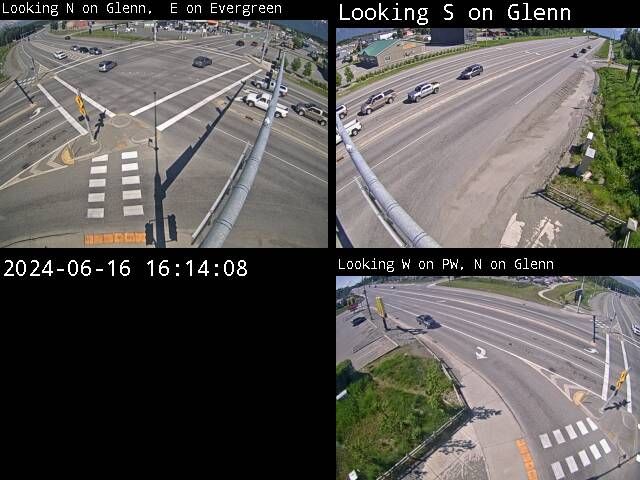 Looking N on Glenn, E on Evergreen
Looking S on Glenn
2024-06-16 16:14:08
Looking W on PW, N on Glenn